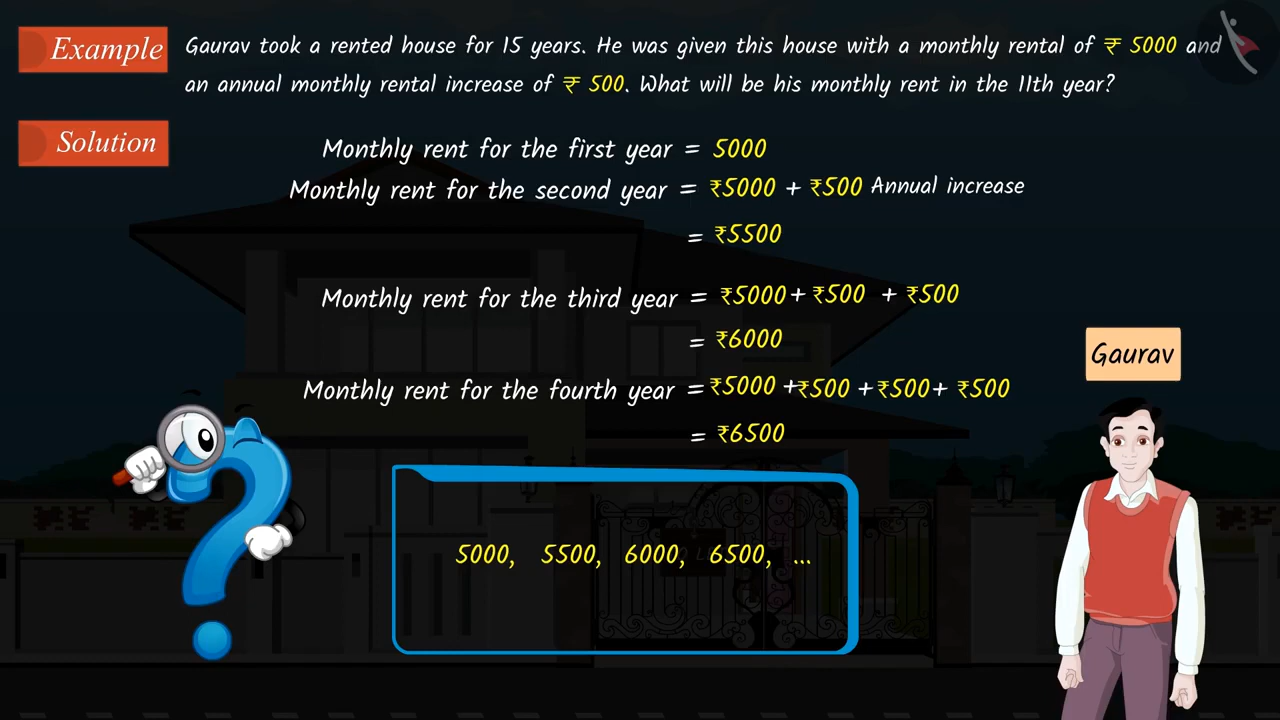 Example
Gaurav took a rented house for 15 years. He was given this house with a monthly rental of ₹ 5000 and
an annual monthly rental increase of ₹ 500. What will be his monthly rent in the 11th year?
Solution
Monthly rent for the first year = 5000
Monthly rent for the second year = ₹5000 + ₹500 Annual increase
= ₹5500
Monthly rent for the third year = ₹5000 + ₹500 + ₹500
= ₹6000
Gaurav
Monthly rent for the fourth year = ₹5000 + ₹500 + ₹500 + ₹500
= ₹6500
5000, 5500, 6000, 6500, ...